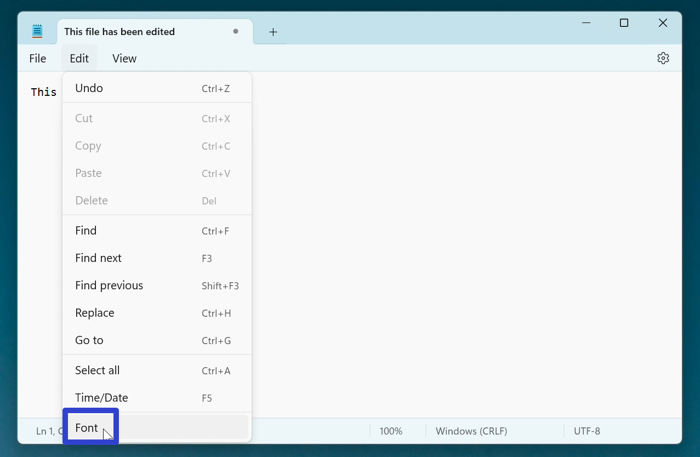 This file has been edited
File Edit View
This
Undo Ctrl+Z
Cut Ctrl+X
Copy Ctrl+C
Paste Ctrl+V
Delete Del
Find Ctrl+F
Find next F3
Find previous Shift+F3
Replace Ctrl+H
Go to Ctrl+G
Select all Ctrl+A
Time/Date F5
Font
Ln 1, 100% Windows (CRLF) UTF-8